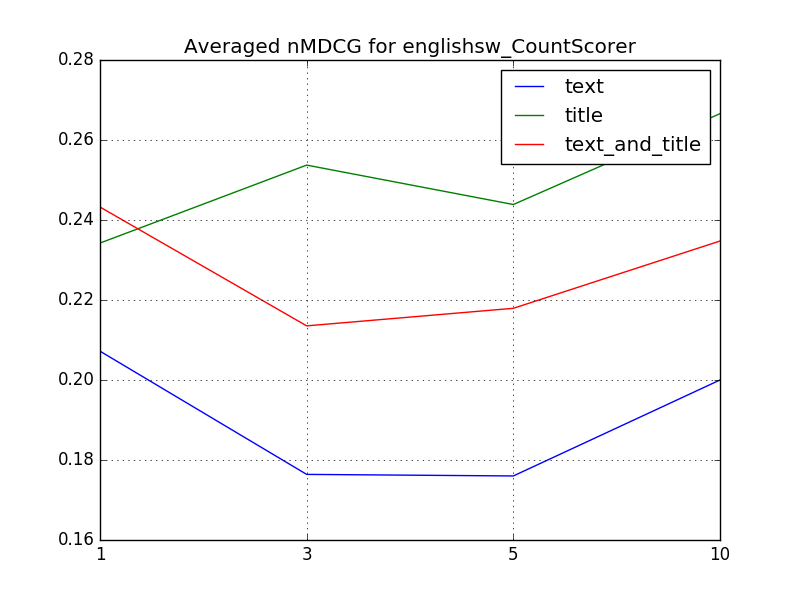 Averaged nMDCG for englishsw_CountScorer
text
title
text_and_title
0.28
0.26
0.24
0.22
0.20
0.18
0.16
1 3 5 10